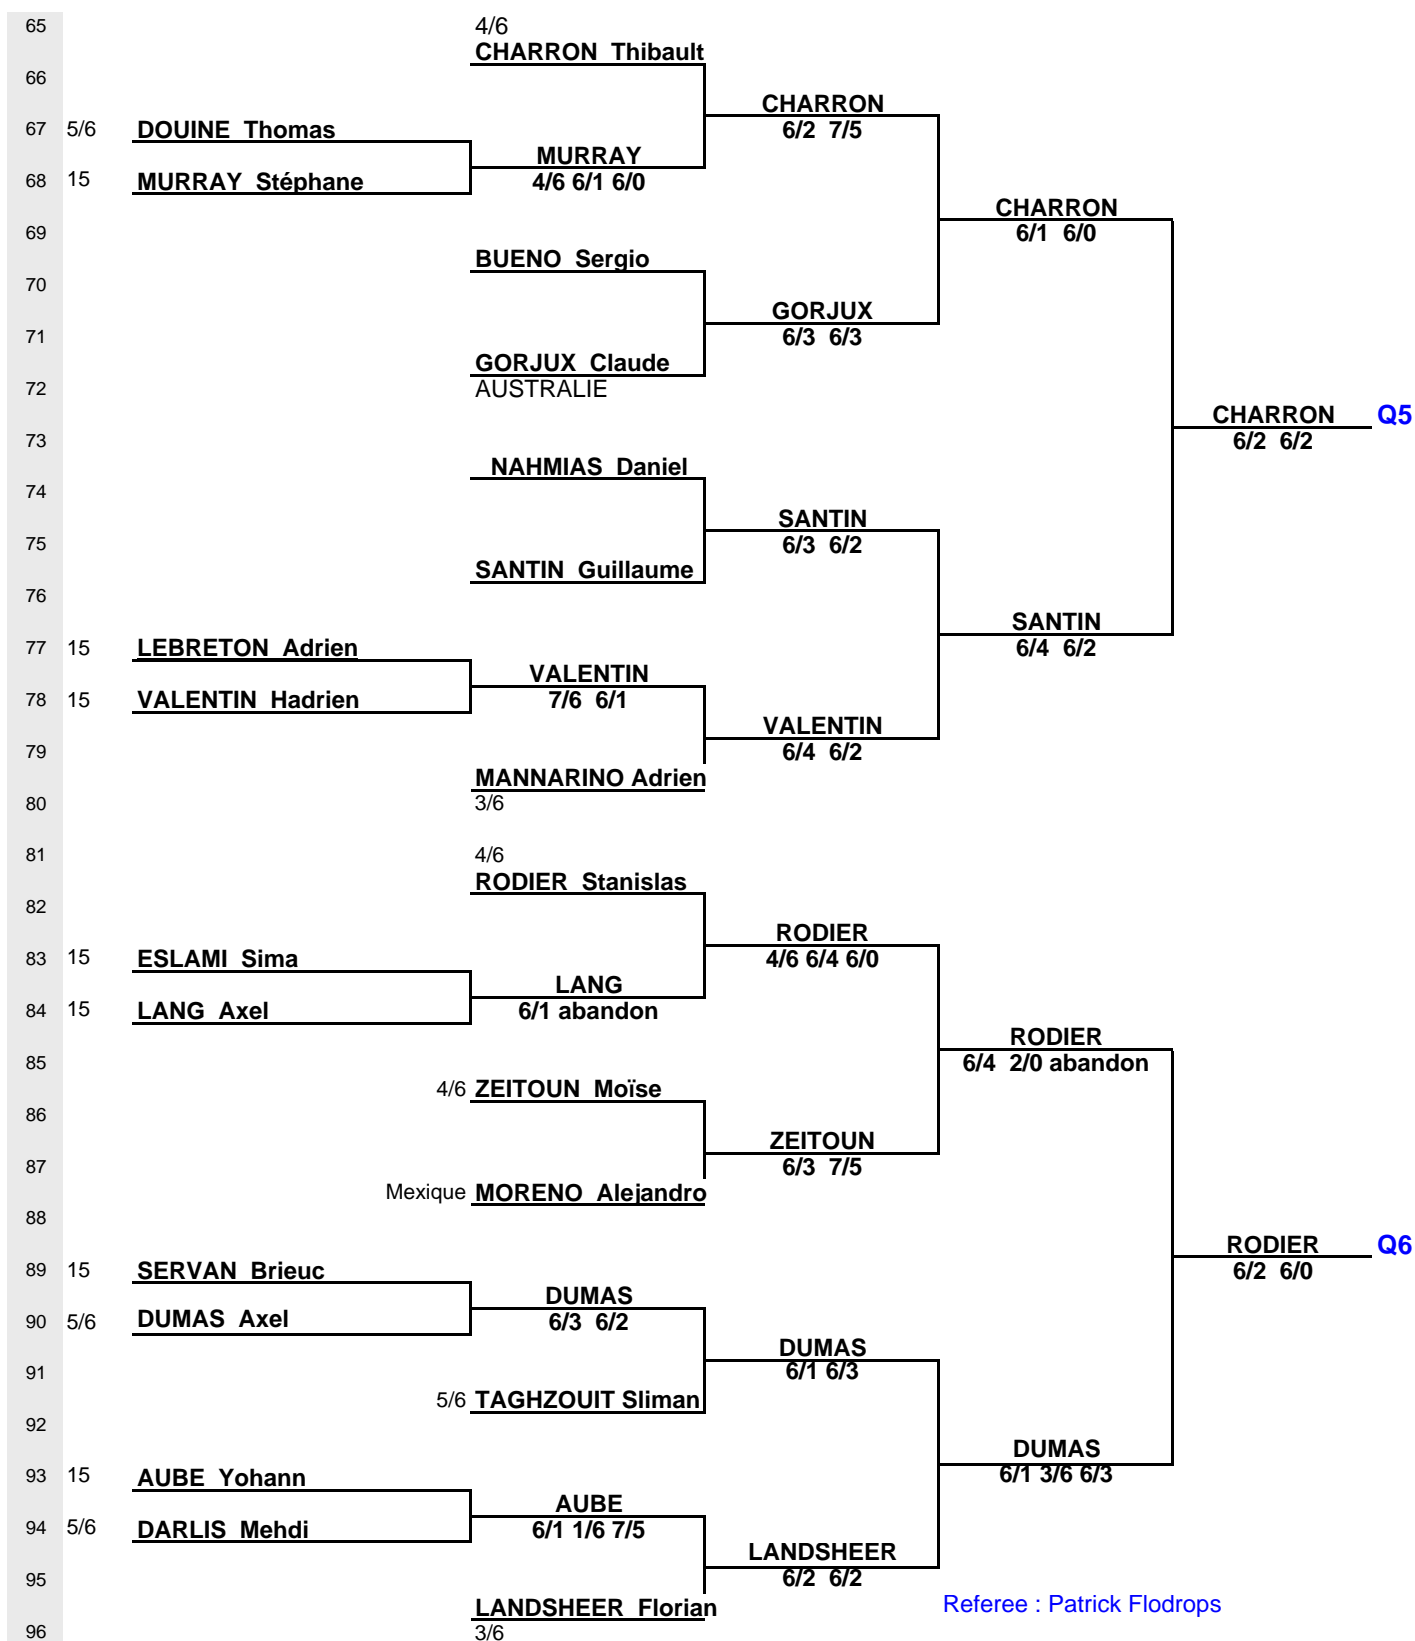 65 4/6
CHARRON Thibault
66
CHARRON
67 5/6 DOUINE Thomas 6/2 7/5
MURRAY
68 15 MURRAY Stéphane 4/6 6/1 6/0
CHARRON
69 6/1 6/0
BUENO Sergio
70
GORJUX
71 6/3 6/3
GORJUX Claude
72 AUSTRALIE
CHARRON Q5
73 6/2 6/2
NAHMIAS Daniel
74
SANTIN
75 6/3 6/2
SANTIN Guillaume
76
SANTIN
77 15 LEBRETON Adrien 6/4 6/2
VALENTIN
78 15 VALENTIN Hadrien 7/6 6/1
VALENTIN
79 6/4 6/2
MANNARINO Adrien
80 3/6
81 4/6
RODIER Stanislas
82
RODIER
83 15 ESLAMI Sima 4/6 6/4 6/0
LANG
84 15 LANG Axel 6/1 abandon
RODIER
85 6/4 2/0 abandon
4/6 ZEITOUN Moïse
86
ZEITOUN
87 6/3 7/5
Mexique MORENO Alejandro
88
RODIER Q6
89 15 SERVAN Brieuc 6/2 6/0
DUMAS
90 5/6 DUMAS Axel 6/3 6/2
DUMAS
91 6/1 6/3
5/6 TAGHZOUIT Sliman
92
DUMAS
93 15 AUBE Yohann 6/1 3/6 6/3
AUBE
94 5/6 DARLIS Mehdi 6/1 1/6 7/5
LANDSHEER
95 6/2 6/2
LANDSHEER Florian Referee : Patrick Flodrops
96 3/6